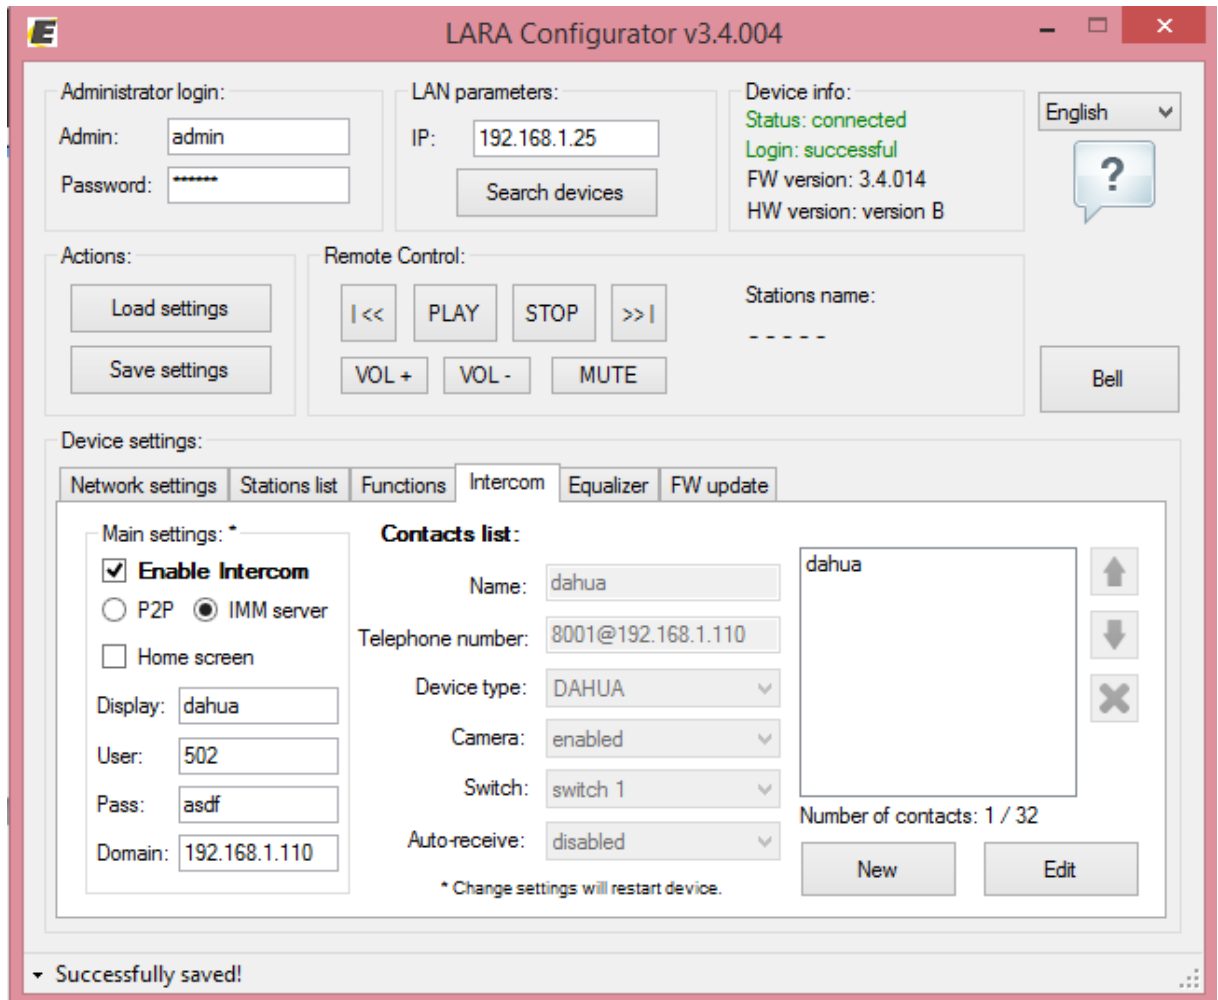 LARA Configurator v3.4.004
Administrator login:
Admin: admin
Password: ******
LAN parameters:
IP: 192.168.1.25
Search devices
Device info:
Status: connected
Login: successful
FW version: 3.4.014
HW version: version B
English
?
Actions:
Load settings
Save settings
Remote Control:
|<< PLAY STOP >>|
VOL + VOL - MUTE
Stations name:
- - - - -
Bell
Device settings:
Network settings Stations list Functions Intercom Equalizer FW update
Main settings: *
Enable Intercom
P2P IMM server
Home screen
Display: dahua
User: 502
Pass: asdf
Domain: 192.168.1.110
Contacts list:
Name: dahua
Telephone number: 8001@192.168.1.110
Device type: DAHUA
Camera: enabled
Switch: switch 1
Auto-receive: disabled
* Change settings will restart device.
dahua
Number of contacts: 1 / 32
New Edit
Successfully saved!